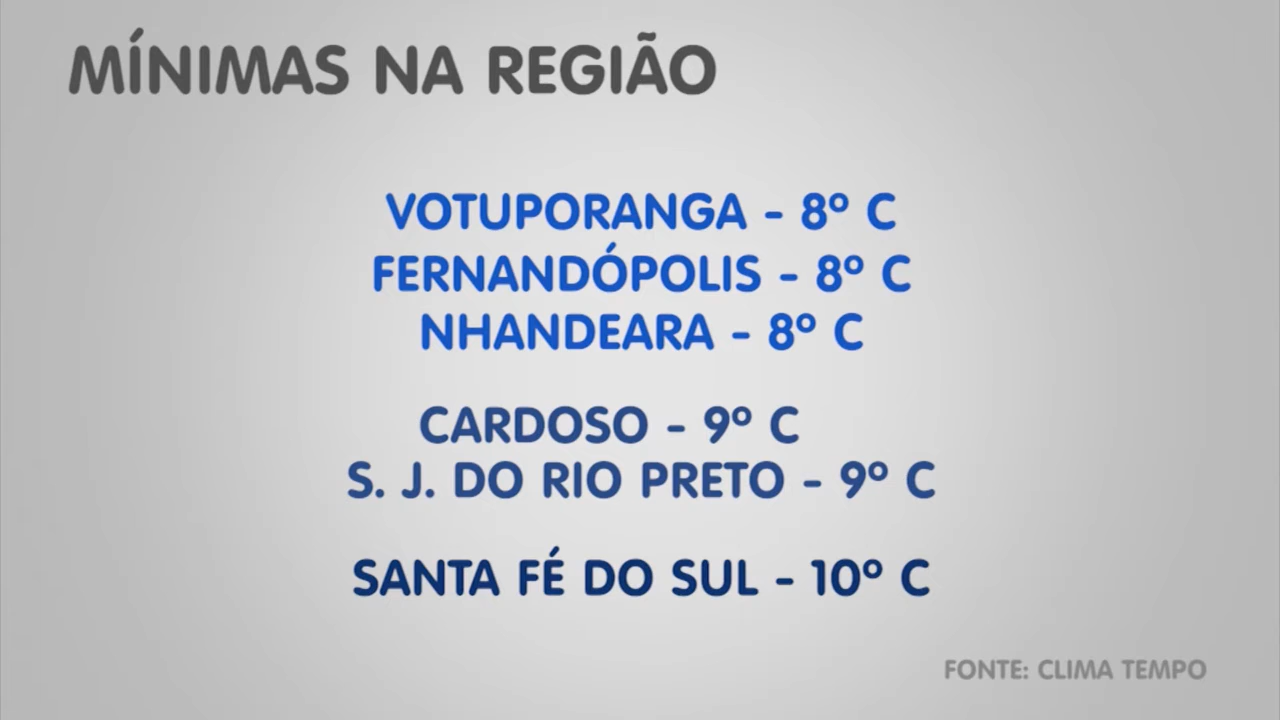 MÍNIMAS NA REGIÃO
VOTUPORANGA - 8º C
FERNANDÓPOLIS - 8º C
NHANDEARA - 8º C
CARDOSO - 9º C
S. J. DO RIO PRETO - 9º C
SANTA FÉ DO SUL - 10º C
FONTE: CLIMA TEMPO